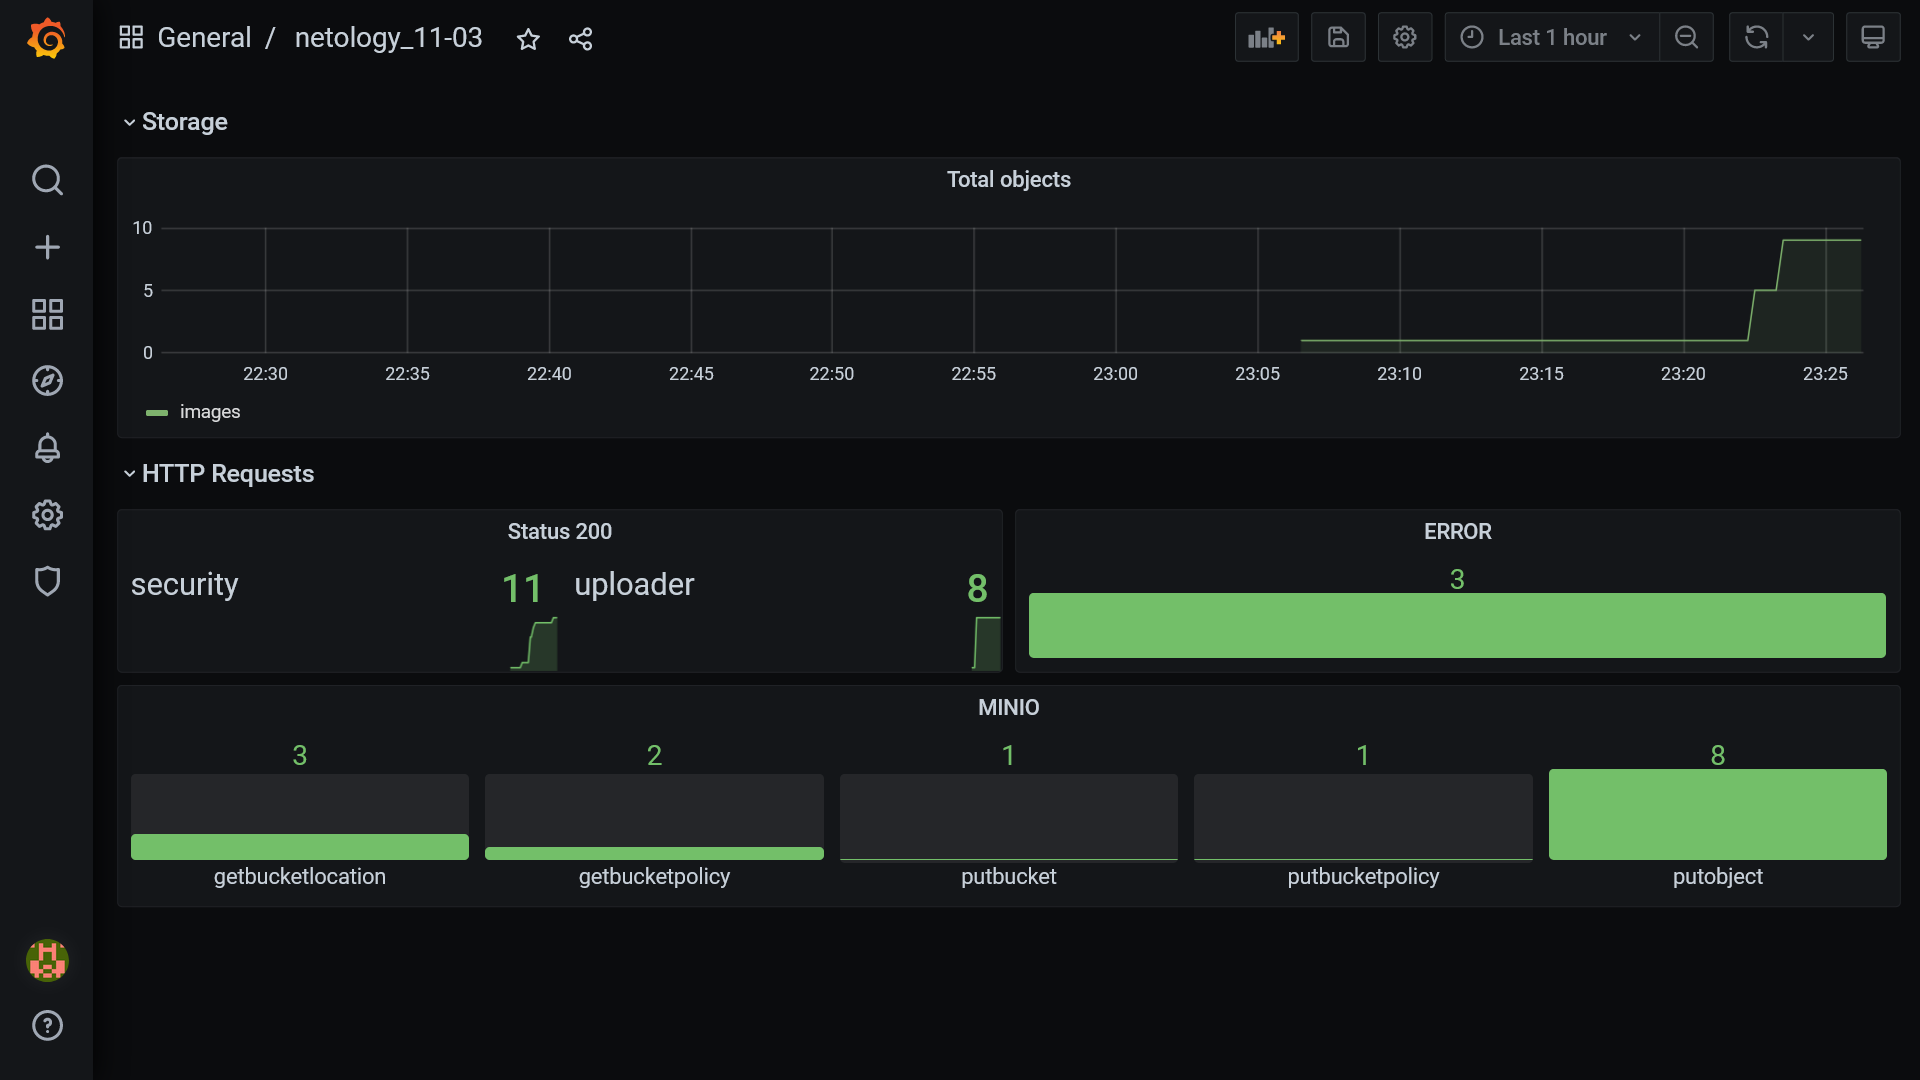 General / netology_11-03
Last 1 hour
Storage
Total objects
10
5
0
22:30 22:35 22:40 22:45 22:50 22:55 23:00 23:05 23:10 23:15 23:20 23:25
images
HTTP Requests
Status 200
security 11 uploader 8
ERROR
3
MINIO
3 2 1 1 8
getbucketlocation getbucketpolicy putbucket putbucketpolicy putobject